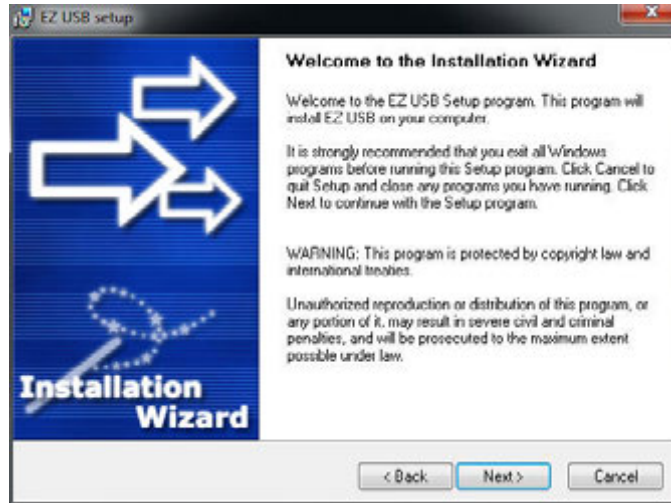 EZ USB setup
Welcome to the Installation Wizard
Welcome to the EZ USB Setup program. This program will
install EZ USB on your computer.
It is strongly recommended that you exit all Windows
programs before running this Setup program. Click Cancel to
quit Setup and close any programs you have running. Click
Next to continue with the Setup program.
WARNING: This program is protected by copyright law and
international treaties.
Unauthorized reproduction or distribution of this program, or
any portion of it, may result in severe civil and criminal
penalties, and will be prosecuted to the maximum extent
possible under law.
Installation
Wizard
< Back Next > Cancel